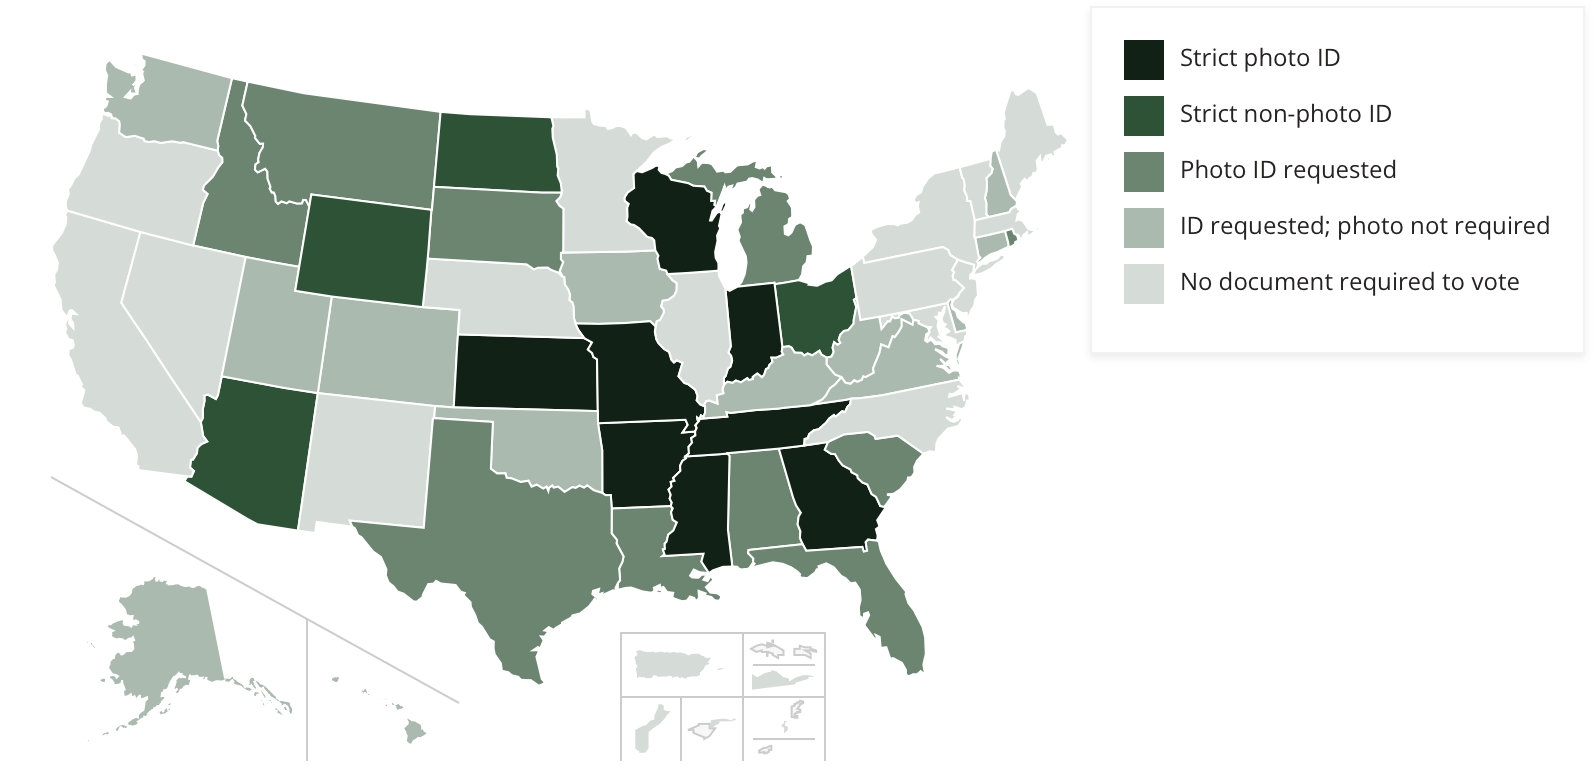 Strict photo ID
Strict non-photo ID
Photo ID requested
ID requested; photo not required
No document required to vote